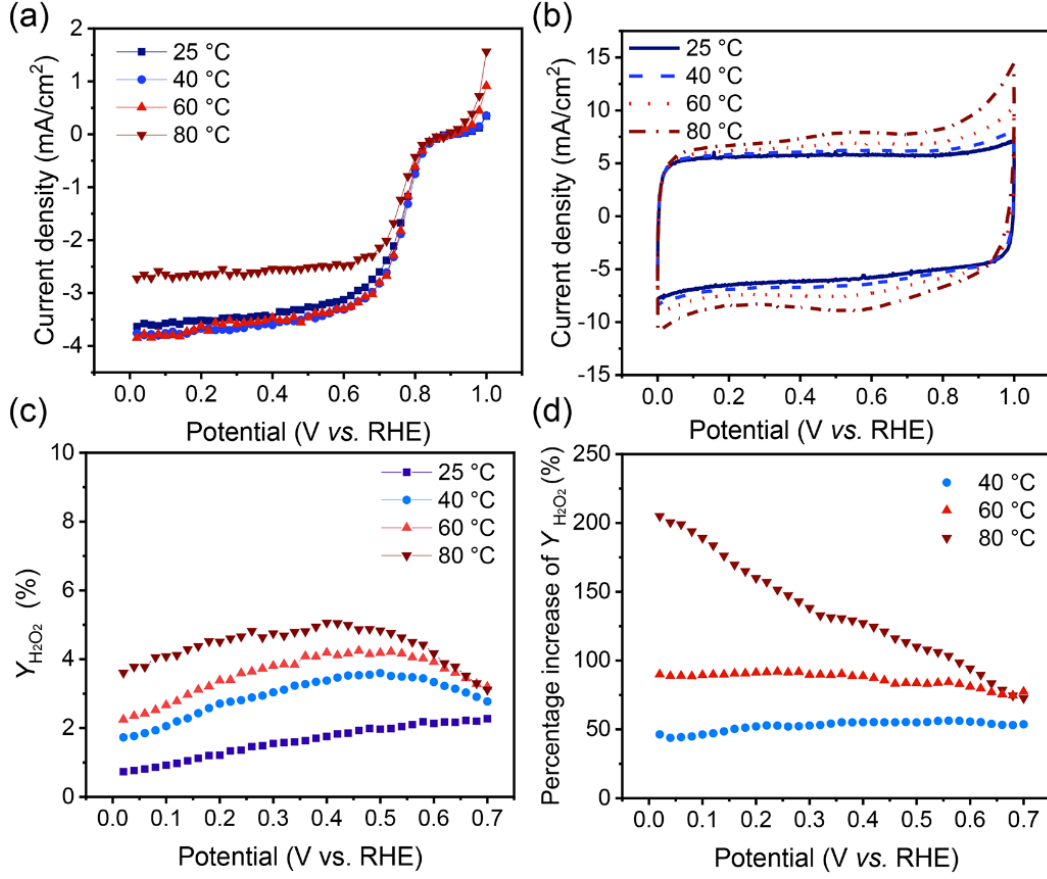 (a)
2
1
0
-1
-2
-3
-4
Current density (mA/cm²)
25 °C
40 °C
60 °C
80 °C
0.0 0.2 0.4 0.6 0.8 1.0
Potential (V vs. RHE)
(b)
15
10
5
0
-5
-10
-15
Current density (mA/cm²)
25 °C
40 °C
60 °C
80 °C
0.0 0.2 0.4 0.6 0.8 1.0
Potential (V vs. RHE)
(c)
10
8
6
4
2
0
Y H₂O₂ (%)
25 °C
40 °C
60 °C
80 °C
0.0 0.1 0.2 0.3 0.4 0.5 0.6 0.7
Potential (V vs. RHE)
(d)
250
200
150
100
50
0
Percentage increase of Y H₂O₂ (%)
40 °C
60 °C
80 °C
0.0 0.1 0.2 0.3 0.4 0.5 0.6 0.7
Potential (V vs. RHE)